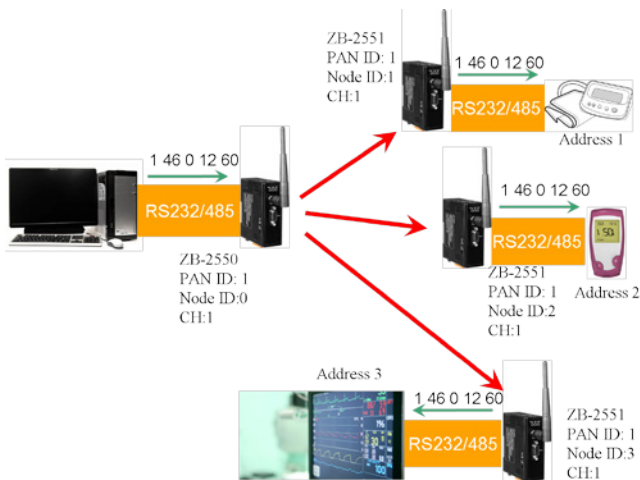 ZB-2551
PAN ID: 1
Node ID:1
CH:1
1 46 0 12 60
RS232/485
Address 1
1 46 0 12 60
RS232/485
ZB-2550
PAN ID: 1
Node ID:0
CH:1
1 46 0 12 60
RS232/485
ZB-2551
PAN ID: 1
Node ID:2
CH:1
Address 2
Address 3
1 46 0 12 60
RS232/485
ZB-2551
PAN ID: 1
Node ID:3
CH:1
100